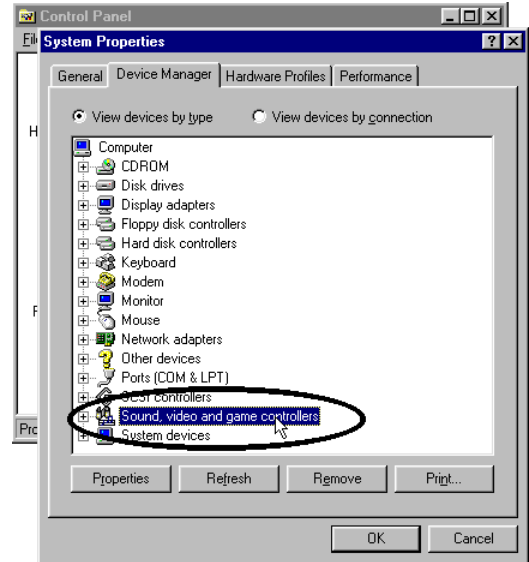 Control Panel
System Properties
General Device Manager Hardware Profiles Performance
View devices by type View devices by connection
Computer
CDROM
Disk drives
Display adapters
Floppy disk controllers
Hard disk controllers
Keyboard
Modem
Monitor
Mouse
Network adapters
Other devices
Ports (COM & LPT)
SCSI controllers
Sound, video and game controllers
System devices
Properties Refresh Remove Print...
OK Cancel